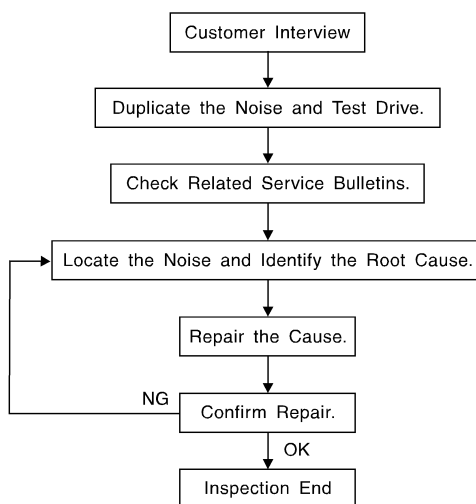 Customer Interview
Duplicate the Noise and Test Drive.
Check Related Service Bulletins.
Locate the Noise and Identify the Root Cause.
Repair the Cause.
NG
Confirm Repair.
OK
Inspection End